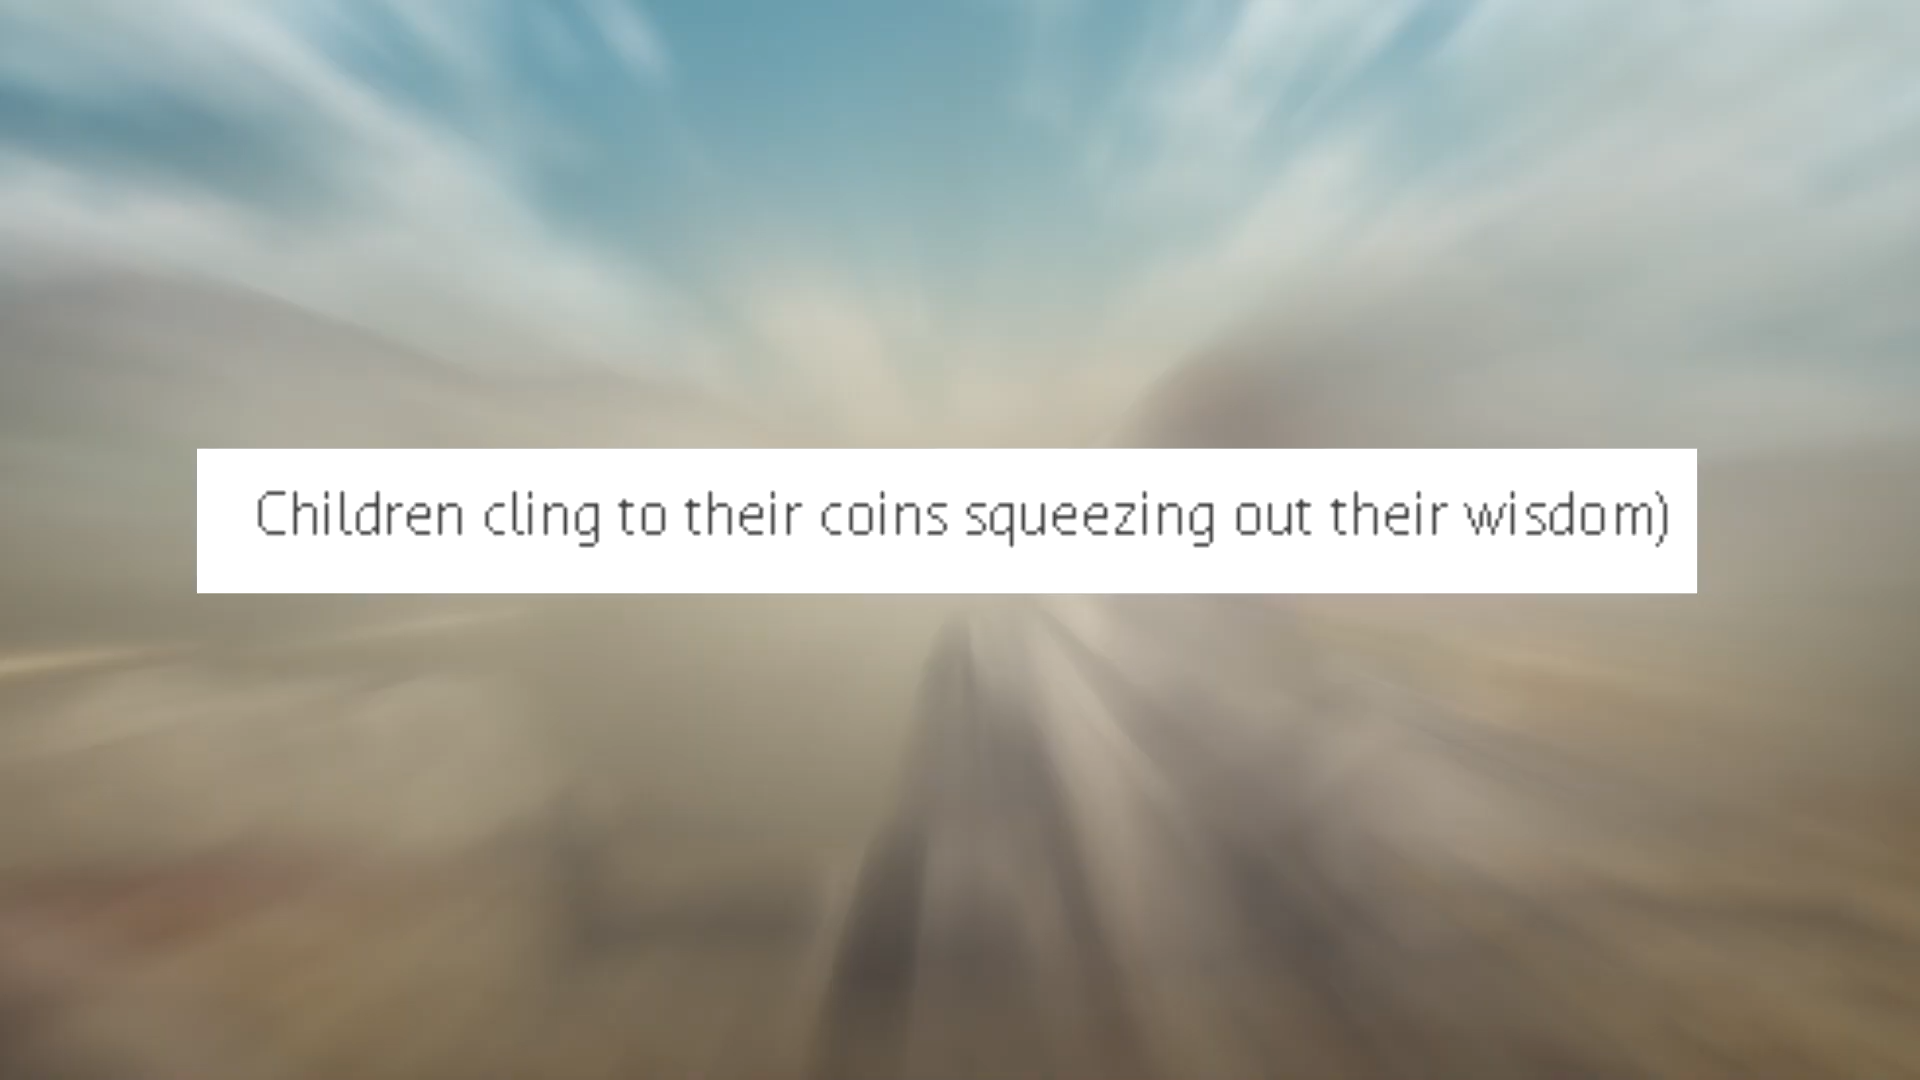 Children cling to their coins squeezing out their wisdom)